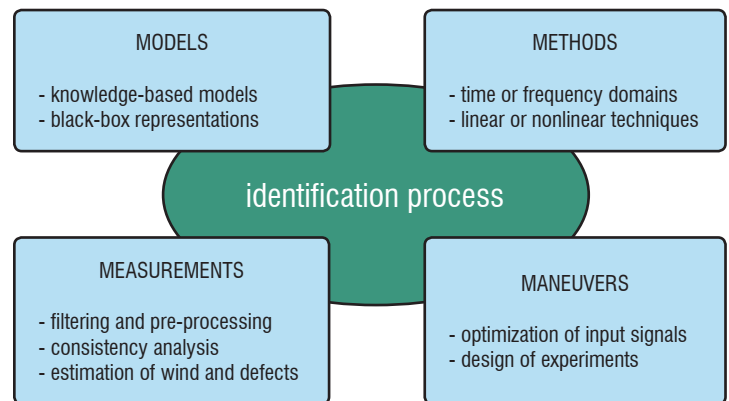 MODELS
- knowledge-based models
- black-box representations
METHODS
- time or frequency domains
- linear or nonlinear techniques
identification process
MEASUREMENTS
- filtering and pre-processing
- consistency analysis
- estimation of wind and defects
MANEUVERS
- optimization of input signals
- design of experiments